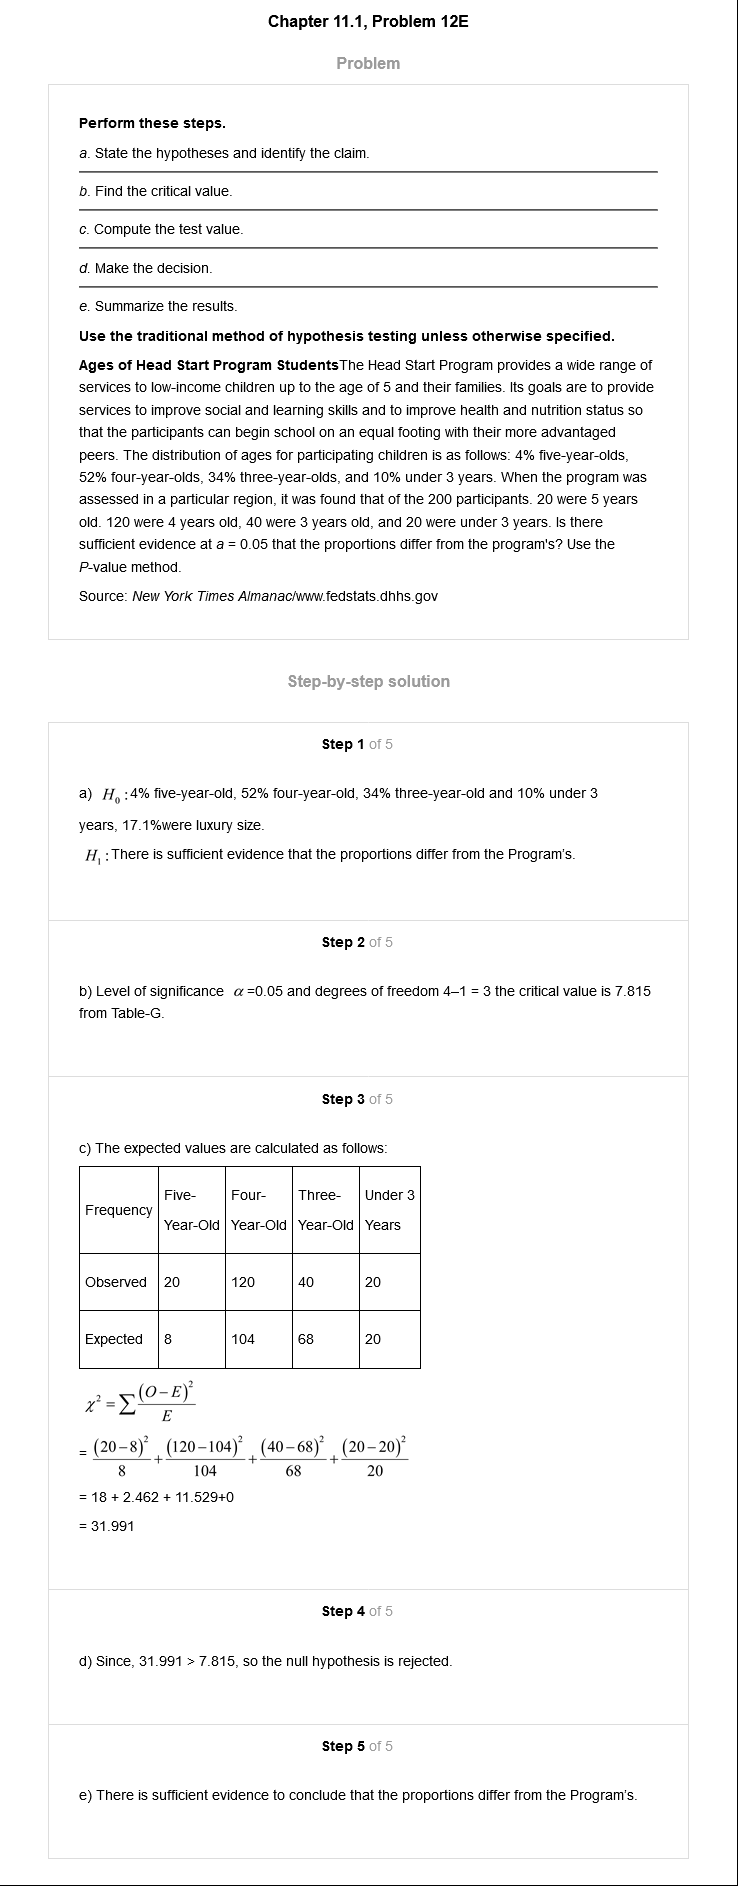 Chapter 11.1, Problem 12E
Problem
Perform these steps.
a. State the hypotheses and identify the claim.
b. Find the critical value.
c. Compute the test value.
d. Make the decision.
e. Summarize the results.
Use the traditional method of hypothesis testing unless otherwise specified.
Ages of Head Start Program StudentsThe Head Start Program provides a wide range of
services to low-income children up to the age of 5 and their families. Its goals are to provide
services to improve social and learning skills and to improve health and nutrition status so
that the participants can begin school on an equal footing with their more advantaged
peers. The distribution of ages for participating children is as follows: 4% five-year-olds,
52% four-year-olds, 34% three-year-olds, and 10% under 3 years. When the program was
assessed in a particular region, it was found that of the 200 participants. 20 were 5 years
old. 120 were 4 years old, 40 were 3 years old, and 20 were under 3 years. Is there
sufficient evidence at a = 0.05 that the proportions differ from the program's? Use the
P-value method.
Source: New York Times Almanac/www.fedstats.dhhs.gov
Step-by-step solution
Step 1 of 5
a) H₀ : 4% five-year-old, 52% four-year-old, 34% three-year-old and 10% under 3
years, 17.1%were luxury size.
H₁ : There is sufficient evidence that the proportions differ from the Program's.
Step 2 of 5
b) Level of significance α =0.05 and degrees of freedom 4–1 = 3 the critical value is 7.815
from Table-G.
Step 3 of 5
c) The expected values are calculated as follows:
Frequency Five-Year-Old Four-Year-Old Three-Year-Old Under 3 Years
Observed 20 120 40 20
Expected 8 104 68 20
χ² = ∑ (O−E)² / E
= (20−8)² / 8 + (120−104)² / 104 + (40−68)² / 68 + (20−20)² / 20
= 18 + 2.462 + 11.529+0
= 31.991
Step 4 of 5
d) Since, 31.991 > 7.815, so the null hypothesis is rejected.
Step 5 of 5
e) There is sufficient evidence to conclude that the proportions differ from the Program's.